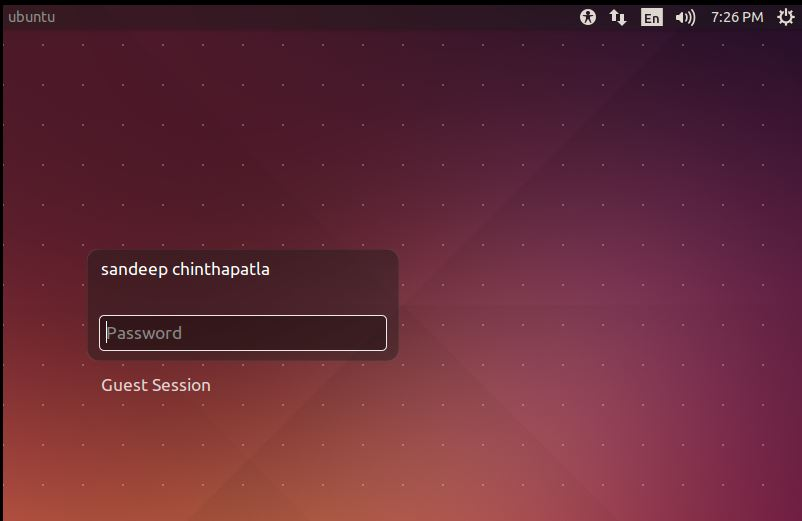 ubuntu En 7:26 PM
sandeep chinthapatla
Password
Guest Session